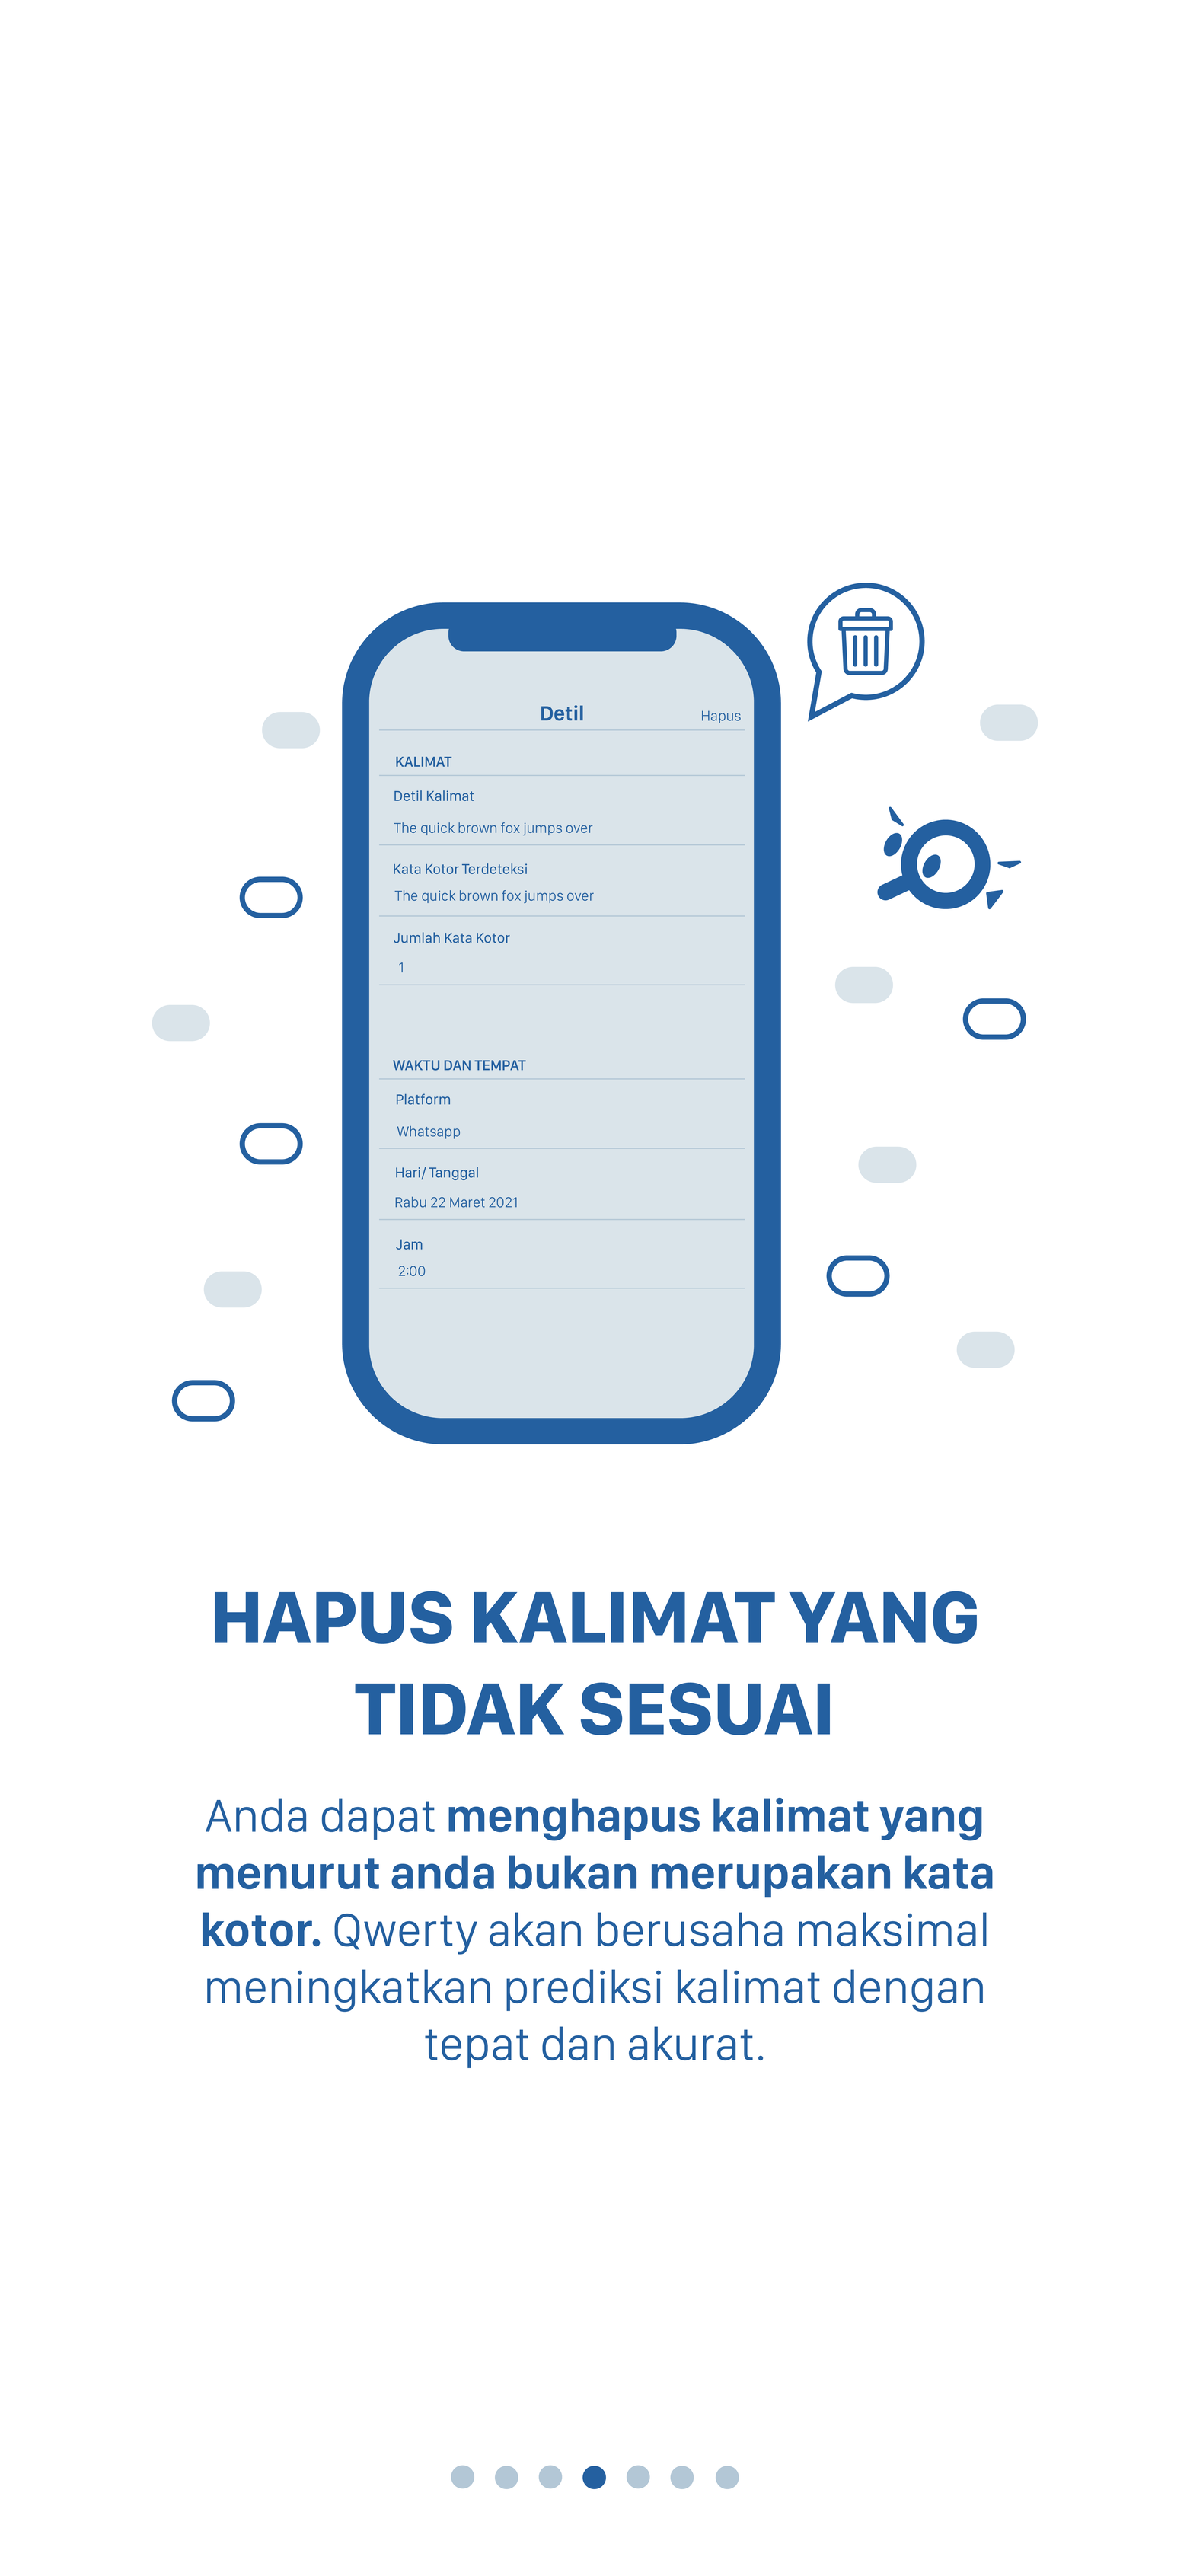 Detil
Hapus
KALIMAT
Detil Kalimat
The quick brown fox jumps over
Kata Kotor Terdeteksi
The quick brown fox jumps over
Jumlah Kata Kotor
1
WAKTU DAN TEMPAT
Platform
Whatsapp
Hari/ Tanggal
Rabu 22 Maret 2021
Jam
2:00
HAPUS KALIMAT YANG
TIDAK SESUAI
Anda dapat menghapus kalimat yang
menurut anda bukan merupakan kata
kotor. Qwerty akan berusaha maksimal
meningkatkan prediksi kalimat dengan
tepat dan akurat.